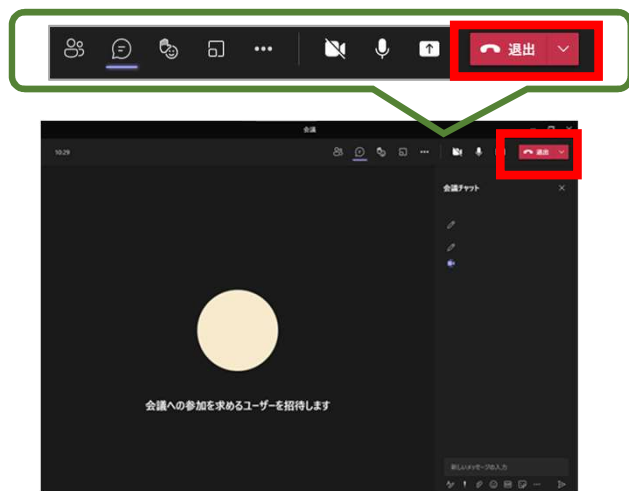 退出
会議
10:29
退出
会議チャット
会議への参加を求めるユーザーを招待します
新しいメッセージの入力